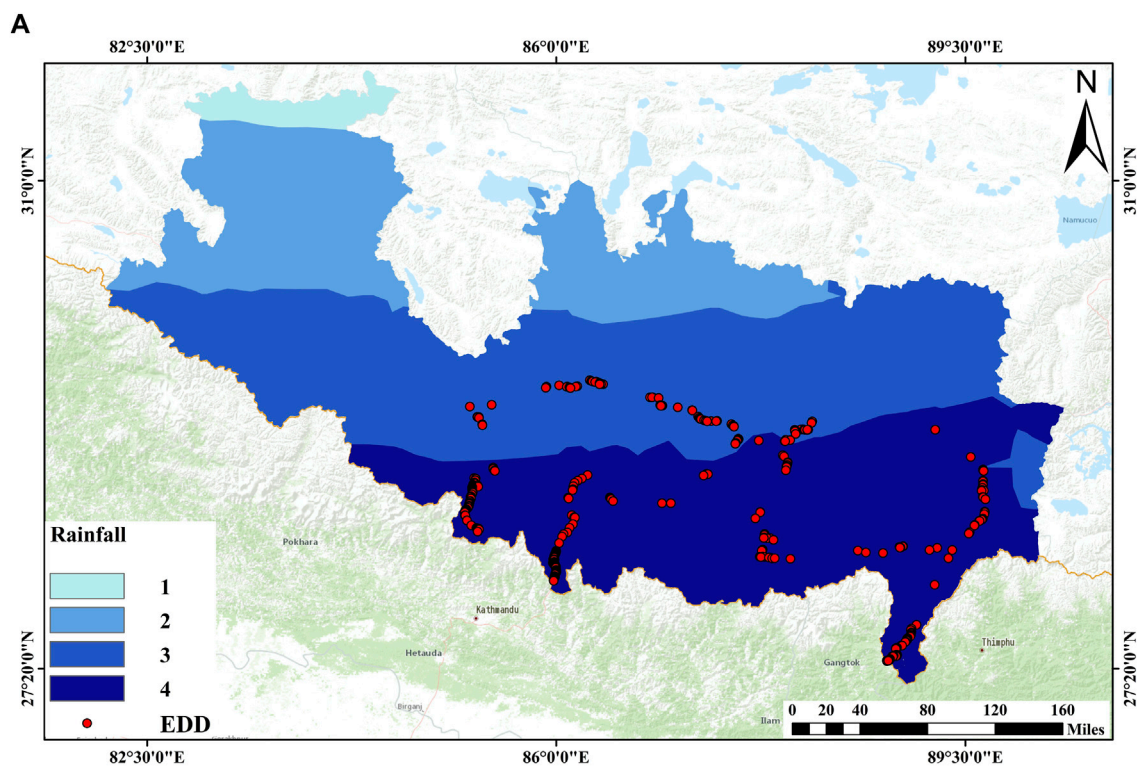 A
82°30'0"E 86°0'0"E 89°30'0"E
N
31°0'0"N 31°0'0"N
Namucuo
Rainfall
1
2
3
4
EDD
Pokhara
Kathmandu
Hetauda
Birganj
Gangtok
Thimphu
Ilam
27°20'0"N 27°20'0"N
0 10 20 40 80 120 160
Miles
82°30'0"E 86°0'0"E 89°30'0"E